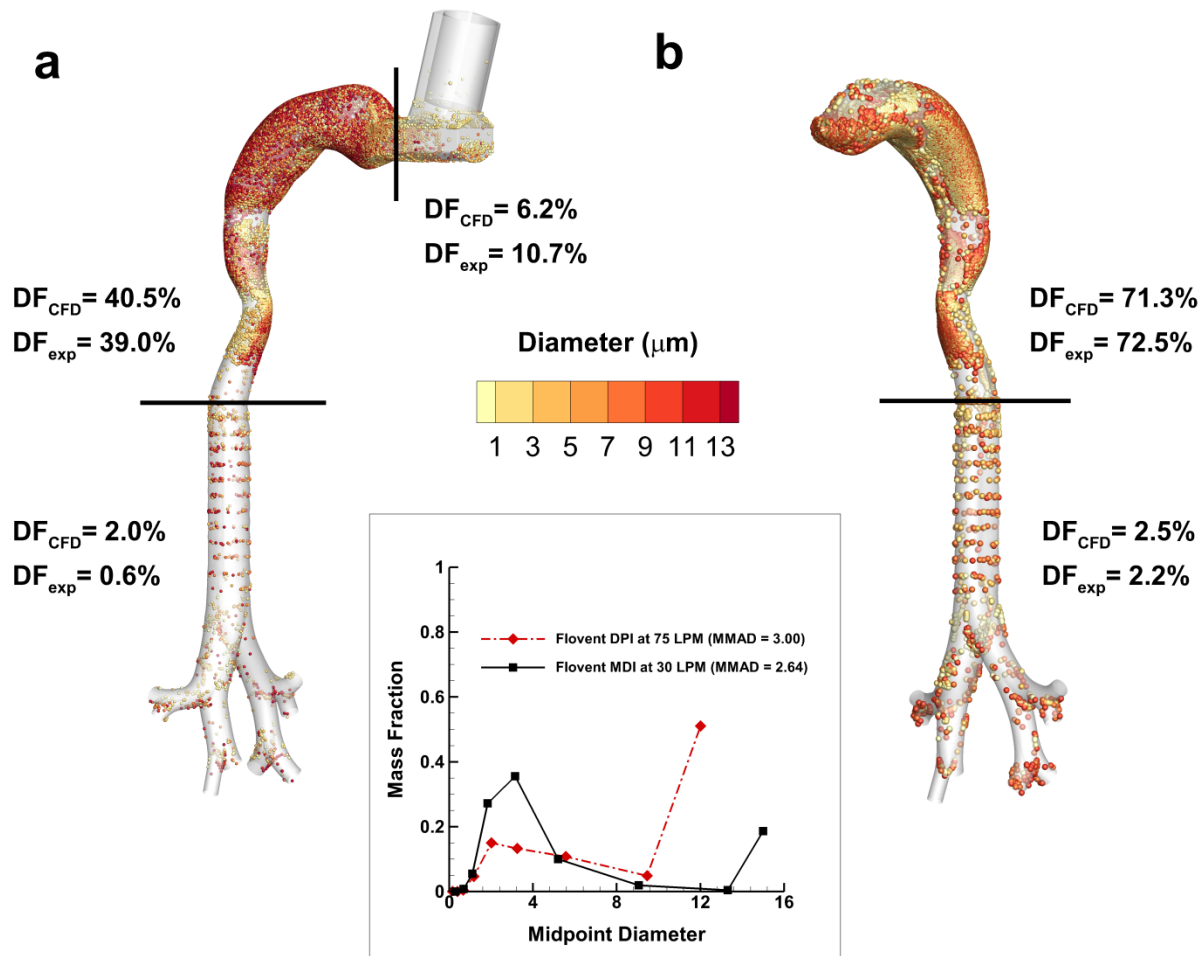 a
b
DF_CFD= 6.2%
DF_exp= 10.7%
DF_CFD= 40.5%
DF_exp= 39.0%
DF_CFD= 71.3%
DF_exp= 72.5%
Diameter (μm)
1 3 5 7 9 11 13
DF_CFD= 2.0%
DF_exp= 0.6%
DF_CFD= 2.5%
DF_exp= 2.2%
1
0.8
0.6
0.4
0.2
0
Mass Fraction
Flovent DPI at 75 LPM (MMAD = 3.00)
Flovent MDI at 30 LPM (MMAD = 2.64)
0 4 8 12 16
Midpoint Diameter